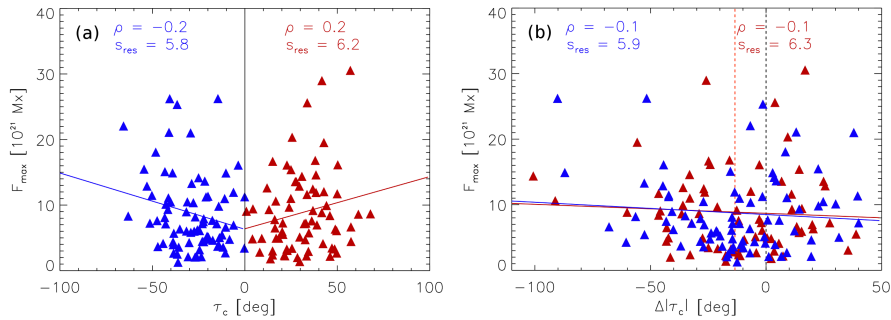 (a)
ρ = −0.2
s_res = 5.8
ρ = 0.2
s_res = 6.2
F_max [10^21 Mx]
40
30
20
10
0
−100 −50 0 50 100
τ_c [deg]
(b)
ρ = −0.1
s_res = 5.9
ρ = −0.1
s_res = 6.3
F_max [10^21 Mx]
40
30
20
10
0
−100 −50 0 50
Δ|τ_c| [deg]